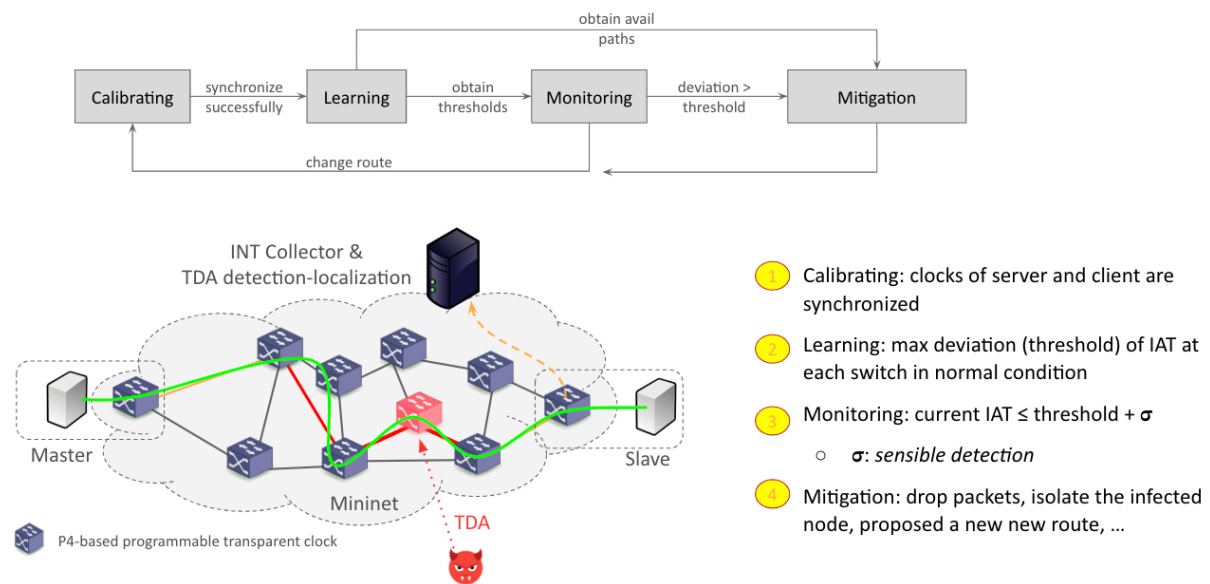 obtain avail
paths
Calibrating
synchronize
successfully
Learning
obtain
thresholds
Monitoring
deviation >
threshold
Mitigation
change route
INT Collector &
TDA detection-localization
Master
Mininet
Slave
TDA
P4-based programmable transparent clock
1 Calibrating: clocks of server and client are
synchronized
2 Learning: max deviation (threshold) of IAT at
each switch in normal condition
3 Monitoring: current IAT ≤ threshold + σ
○ σ: sensible detection
4 Mitigation: drop packets, isolate the infected
node, proposed a new new route, ...